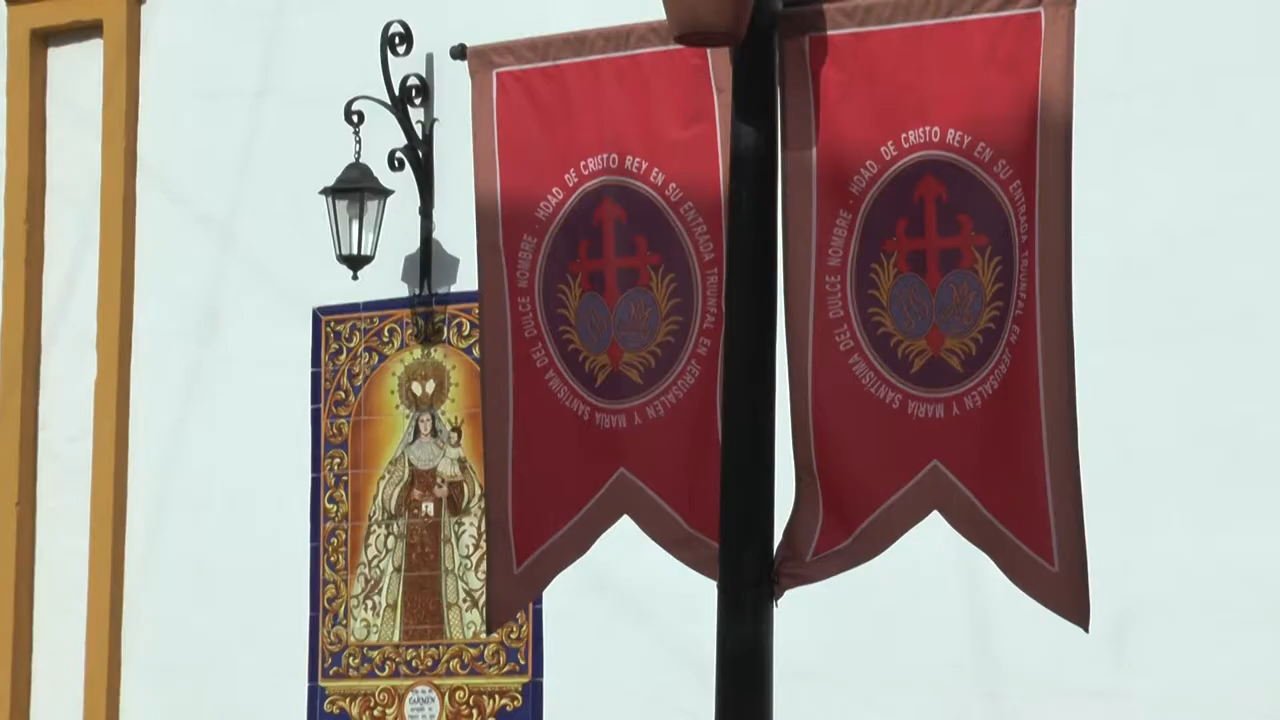 HDAD. DE CRISTO REY EN SU ENTRADA TRIUNFAL EN JERUSALÉN Y MARÍA SANTÍSIMA DEL DULCE NOMBRE -
HDAD. DE CRISTO REY EN SU ENTRADA TRIUNFAL EN JERUSALÉN Y MARÍA SANTÍSIMA DEL DULCE NOMBRE -
CARMEN